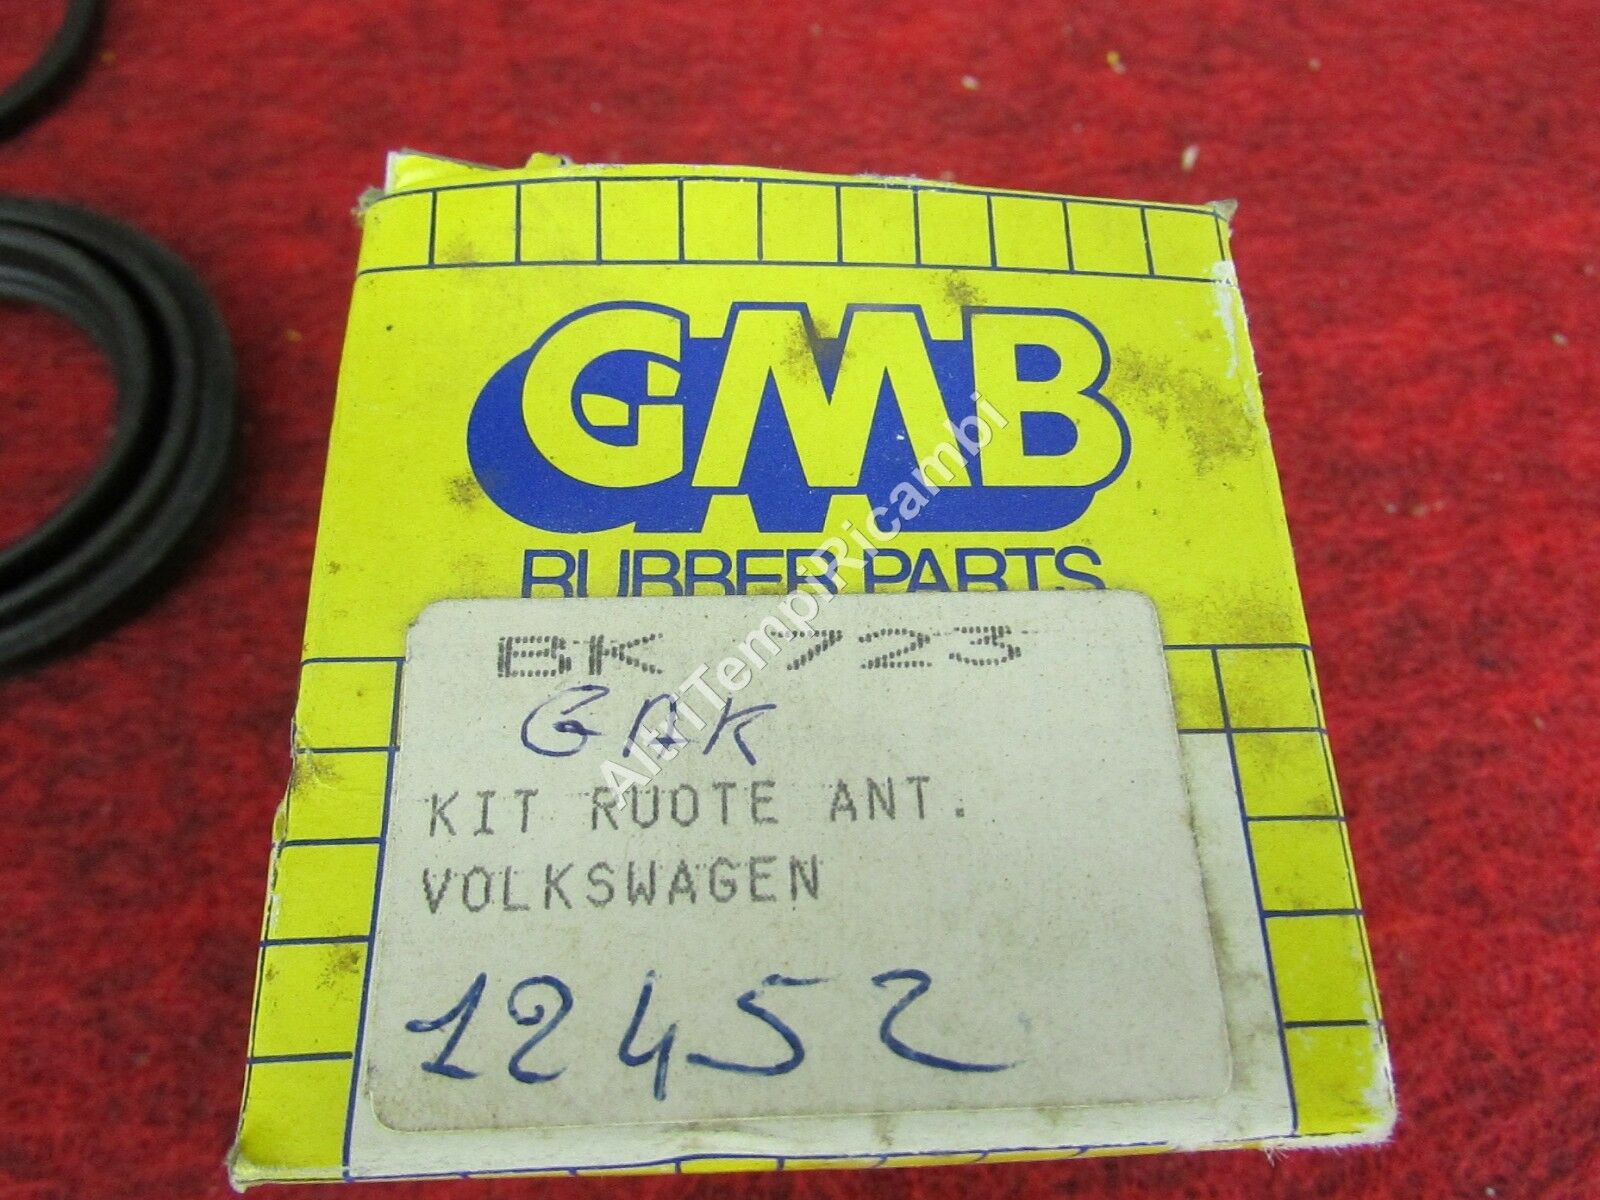 GMB
RUBBER PARTS
BK 723
GAK
KIT RUOTE ANT.
VOLKSWAGEN
12452
AltriTempiRicambi